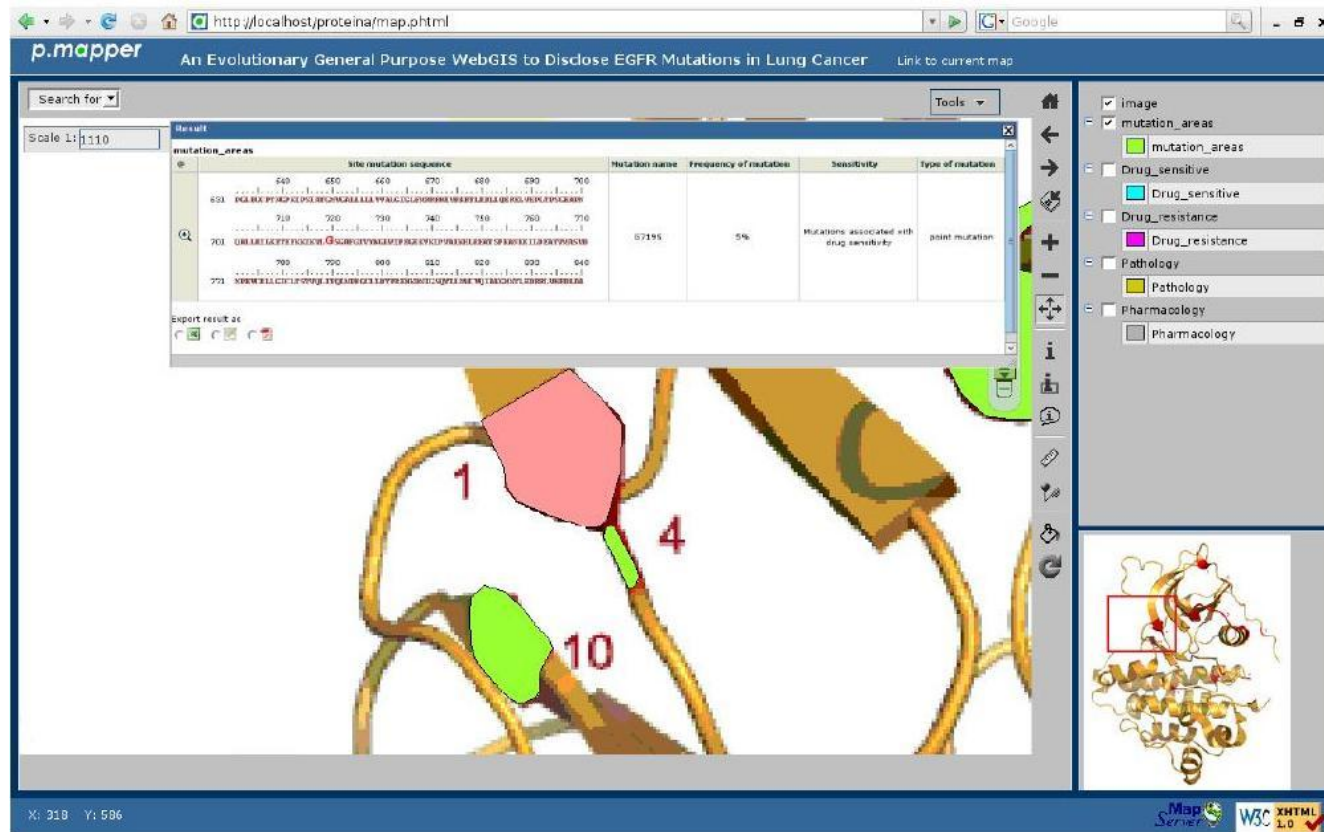 http://localhost/proteina/map.phtml
Google
p.mapper
An Evolutionary General Purpose WebGIS to Disclose EGFR Mutations in Lung Cancer
Link to current map
Search for
Tools
Scale 1: 1110
Result
mutation_areas
@ Site mutation sequence Mutation name Frequency of mutation Sensitivity Type of mutation
640 650 660 670 680 690 700
631
710 720 730 740 750 760 770
701
G719S 5% Mutations associated with drug sensitivity point mutation
780 790 800 810 820 830 840
771
Export result as
1
4
10
image
mutation_areas
mutation_areas
Drug_sensitive
Drug_sensitive
Drug_resistance
Drug_resistance
Pathology
Pathology
Pharmacology
Pharmacology
X: 318 Y: 586
Map Server
W3C XHTML 1.0